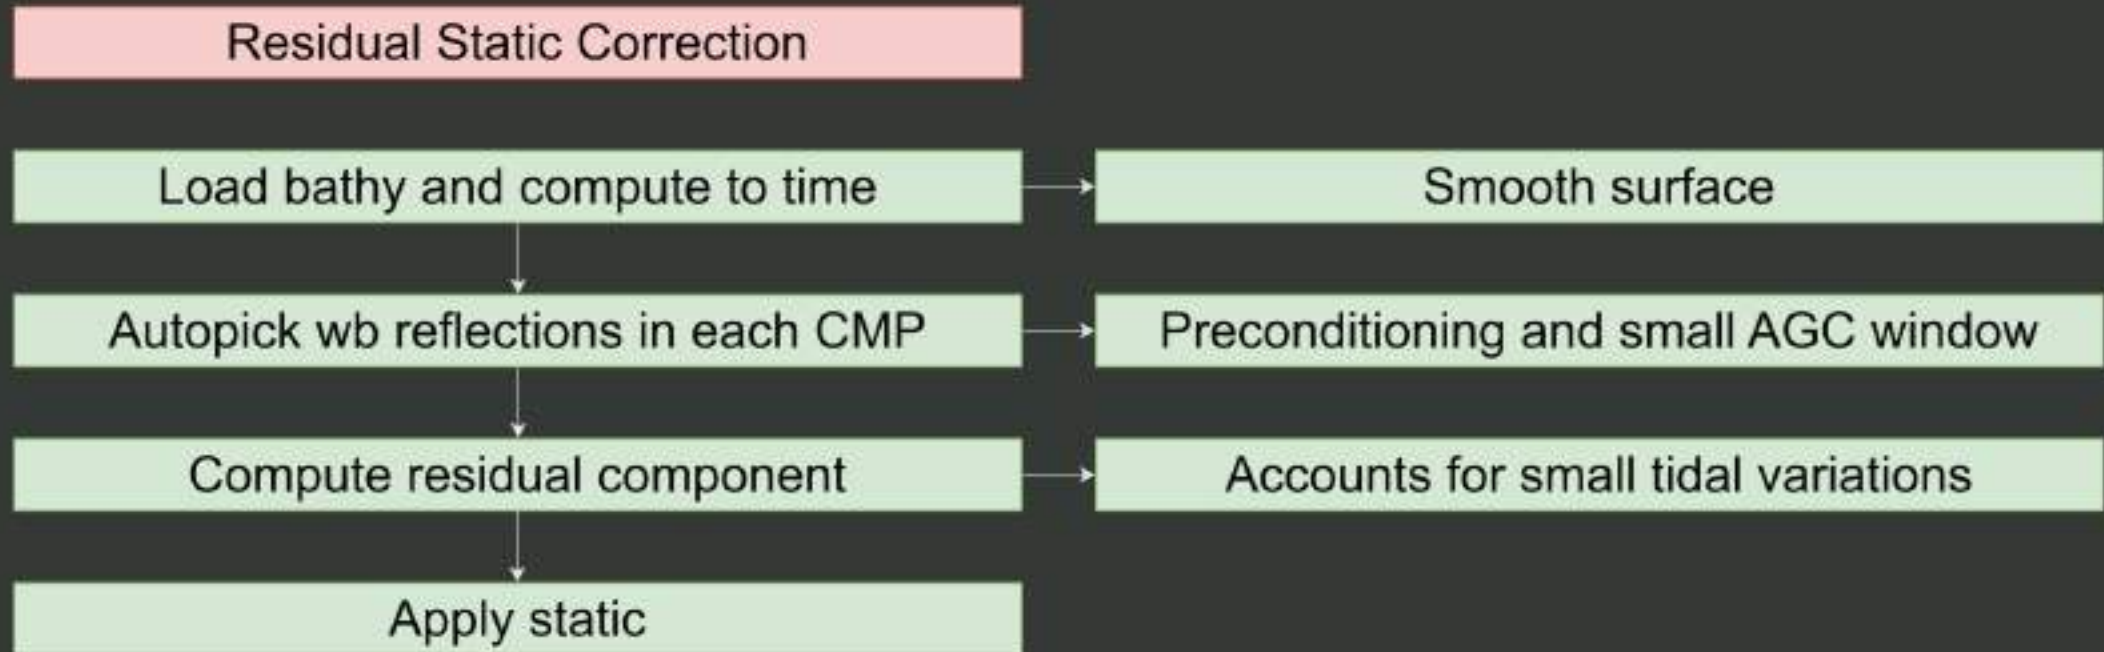 Residual Static Correction
Load bathy and compute to time
Smooth surface
Autopick wb reflections in each CMP
Preconditioning and small AGC window
Compute residual component
Accounts for small tidal variations
Apply static